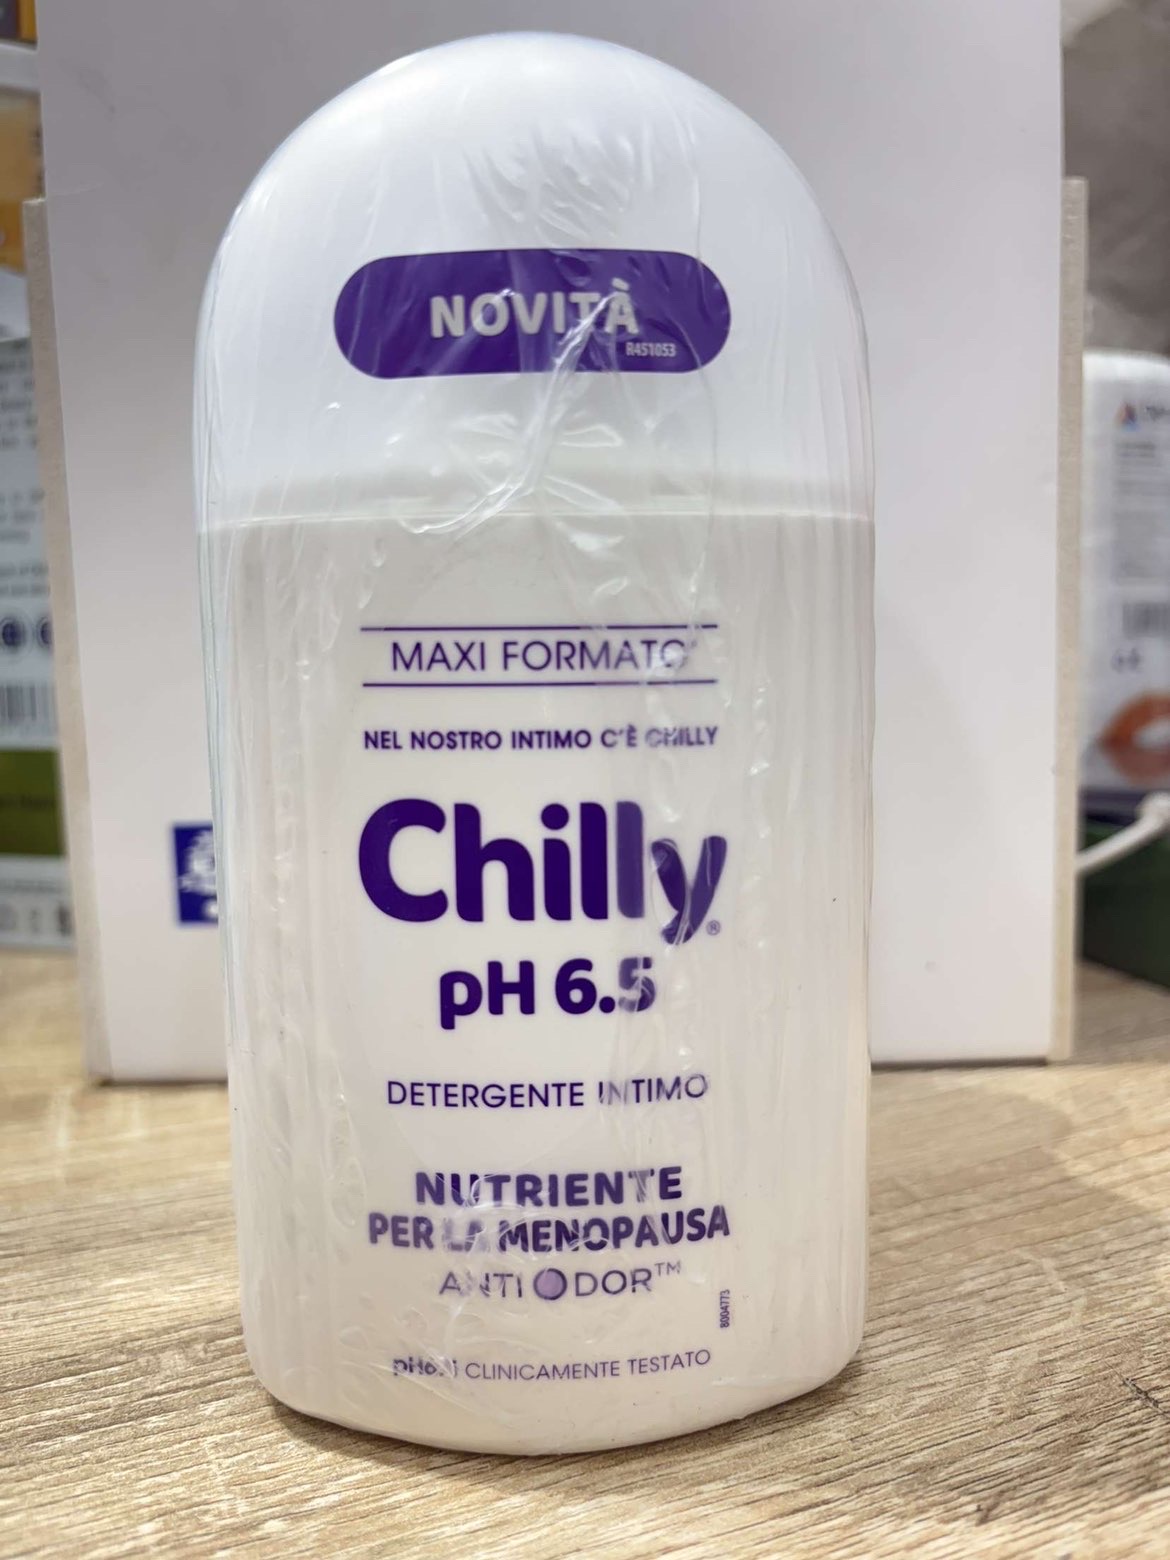 NOVITÀ
R451053
MAXI FORMATO*
NEL NOSTRO INTIMO C'È CHILLY
Chilly®
pH 6.5
DETERGENTE INTIMO
NUTRIENTE
PER LA MENOPAUSA
ANTI ODOR™
8004773
CLINICAMENTE TESTATO